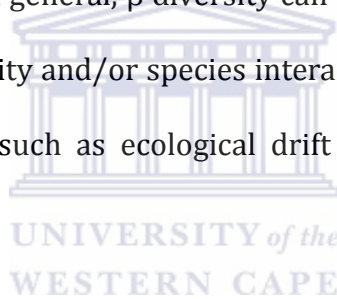 general, β diversity can
ity and/or species intera
such as ecological drift
UNIVERSITY of the
WESTERN CAPE